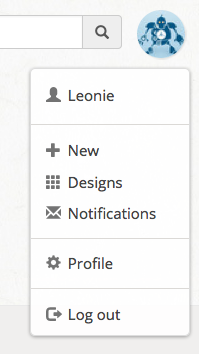 Leonie
New
Designs
Notifications
Profile
Log out